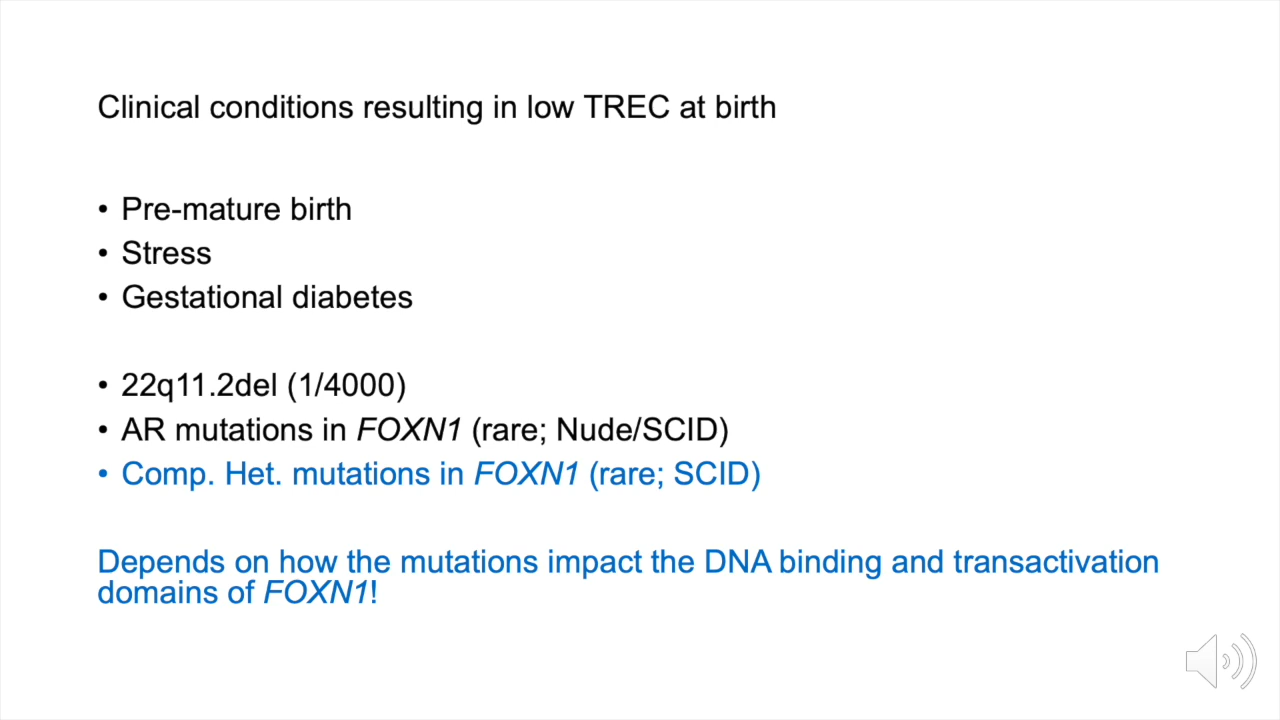 Clinical conditions resulting in low TREC at birth
• Pre-mature birth
• Stress
• Gestational diabetes
• 22q11.2del (1/4000)
• AR mutations in FOXN1 (rare; Nude/SCID)
• Comp. Het. mutations in FOXN1 (rare; SCID)
Depends on how the mutations impact the DNA binding and transactivation
domains of FOXN1!